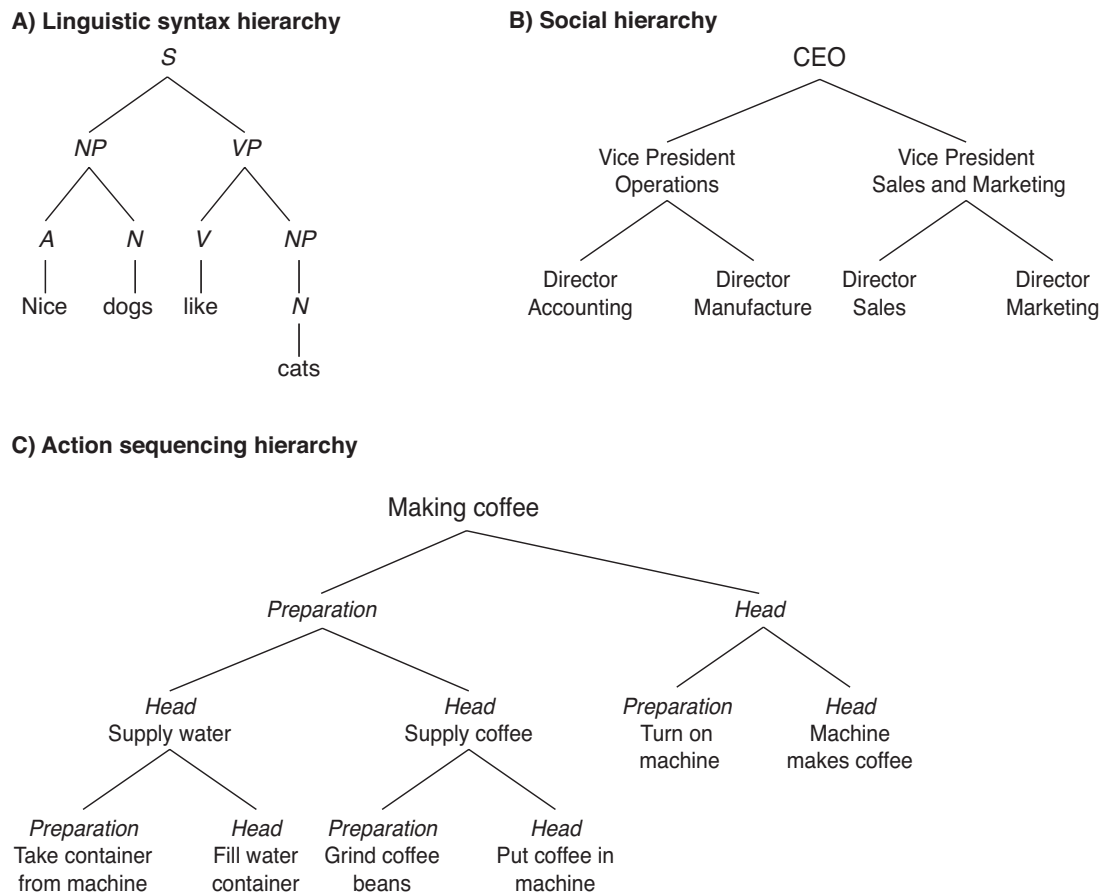 A) Linguistic syntax hierarchy
S
NP
VP
A
N
V
NP
Nice
dogs
like
N
cats
B) Social hierarchy
CEO
Vice President
Operations
Vice President
Sales and Marketing
Director
Accounting
Director
Manufacture
Director
Sales
Director
Marketing
C) Action sequencing hierarchy
Making coffee
Preparation
Head
Head
Supply water
Head
Supply coffee
Preparation
Turn on
machine
Head
Machine
makes coffee
Preparation
Take container
from machine
Head
Fill water
container
Preparation
Grind coffee
beans
Head
Put coffee in
machine